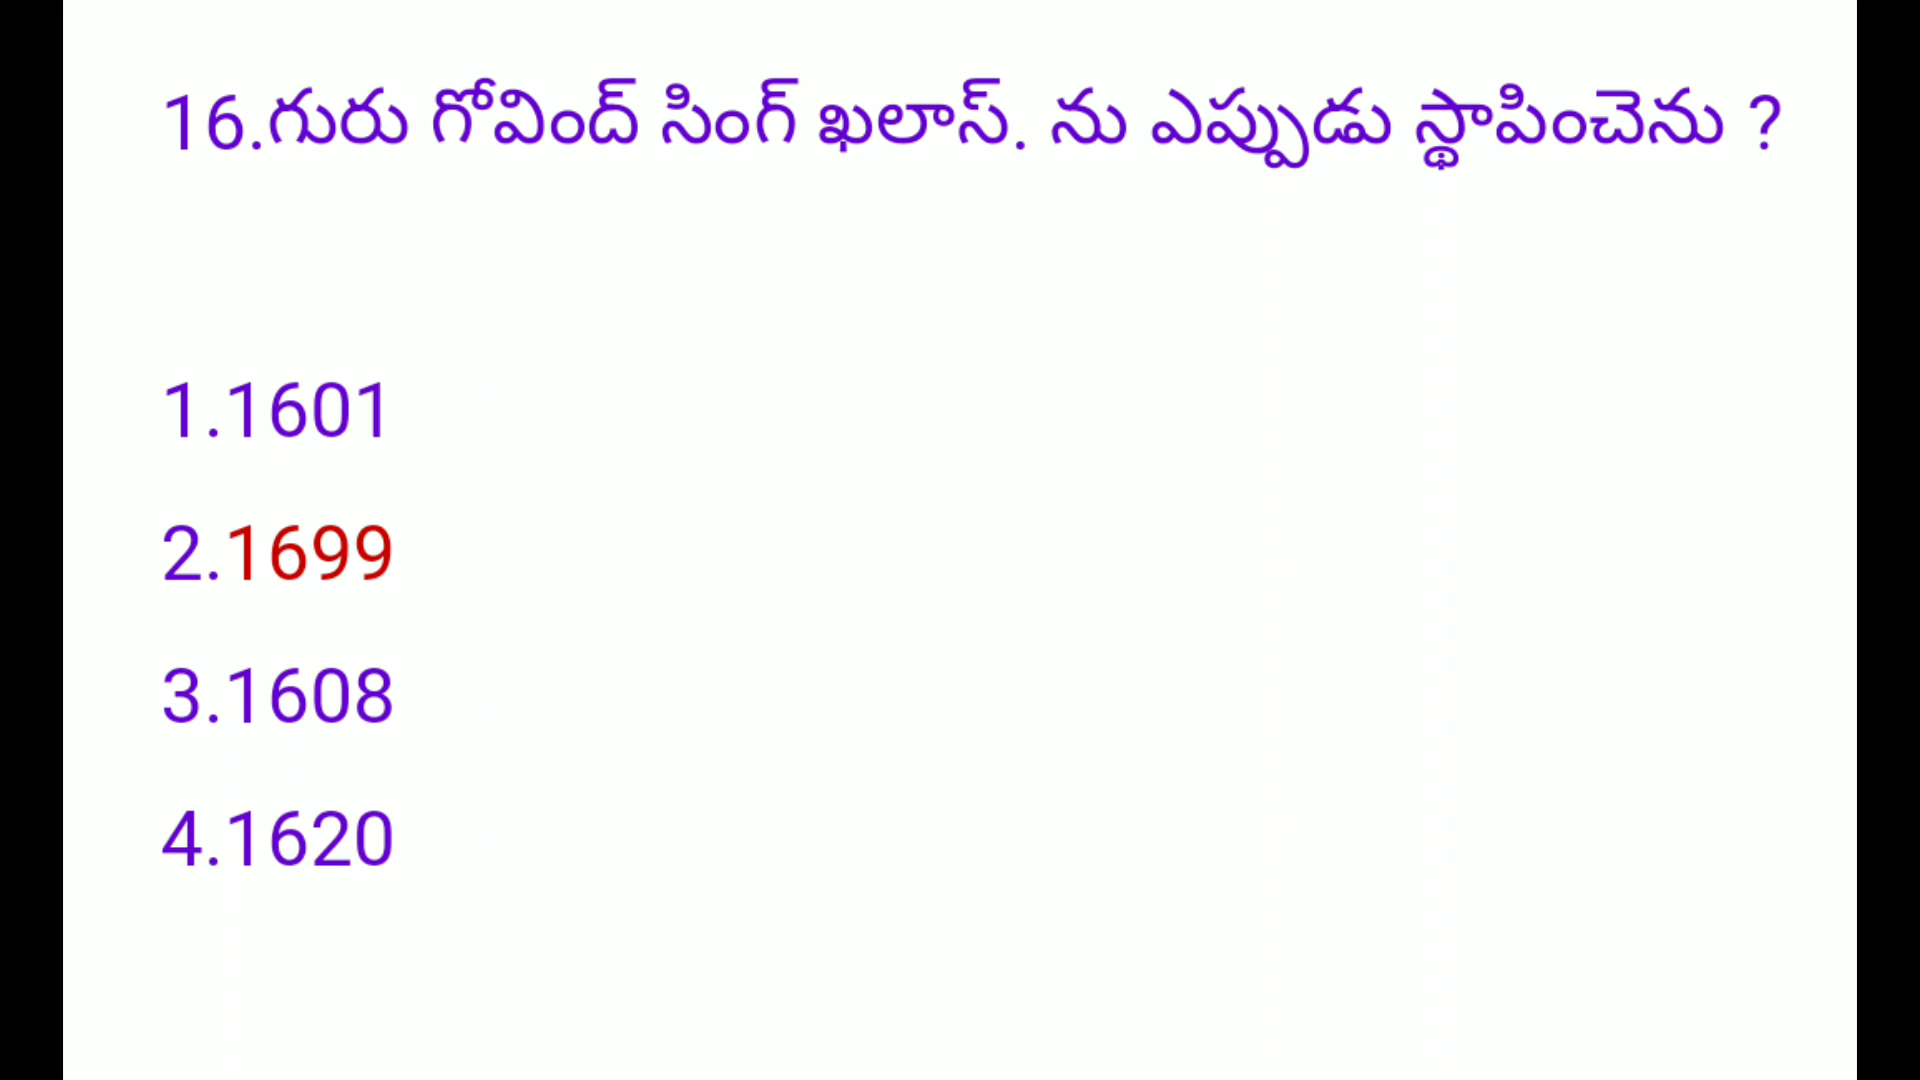 16.గురు గోవింద్ సింగ్ ఖలాస్. ను ఎప్పుడు స్థాపించెను ?
1.1601
2.1699
3.1608
4.1620